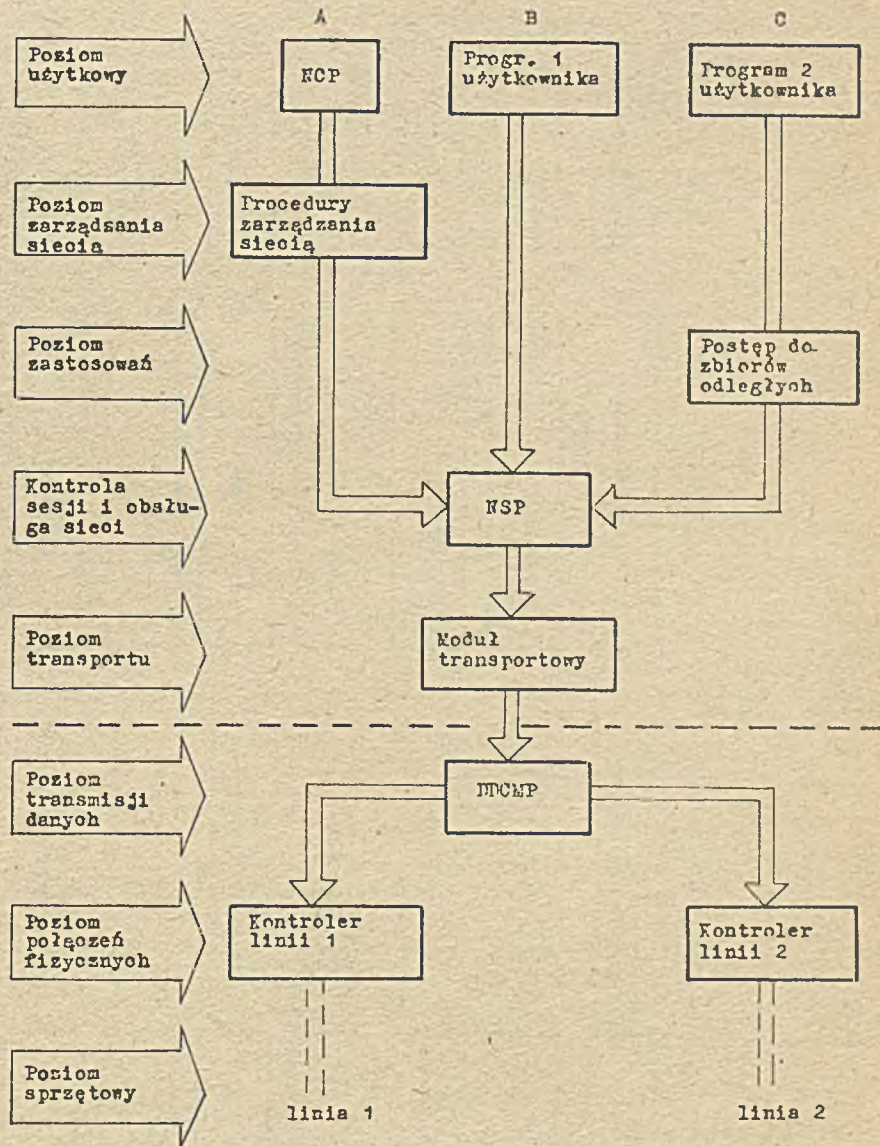 A B C
Poziom
użytkowy
NCP
Progr. 1
użytkownika
Program 2
użytkownika
Poziom
zarządzania
siecią
Procedury
zarządzania
siecią
Poziom
zastosowań
Postęp do
zbiorów
odległych
Kontrola
sesji i obsłu-
ga sieci
NSP
Poziom
transportu
Moduł
transportowy
Poziom
transmisji
danych
DDCMP
Poziom
połączeń
fizycznych
Kontroler
linii 1
Kontroler
linii 2
Poziom
sprzętowy
linia 1
linia 2